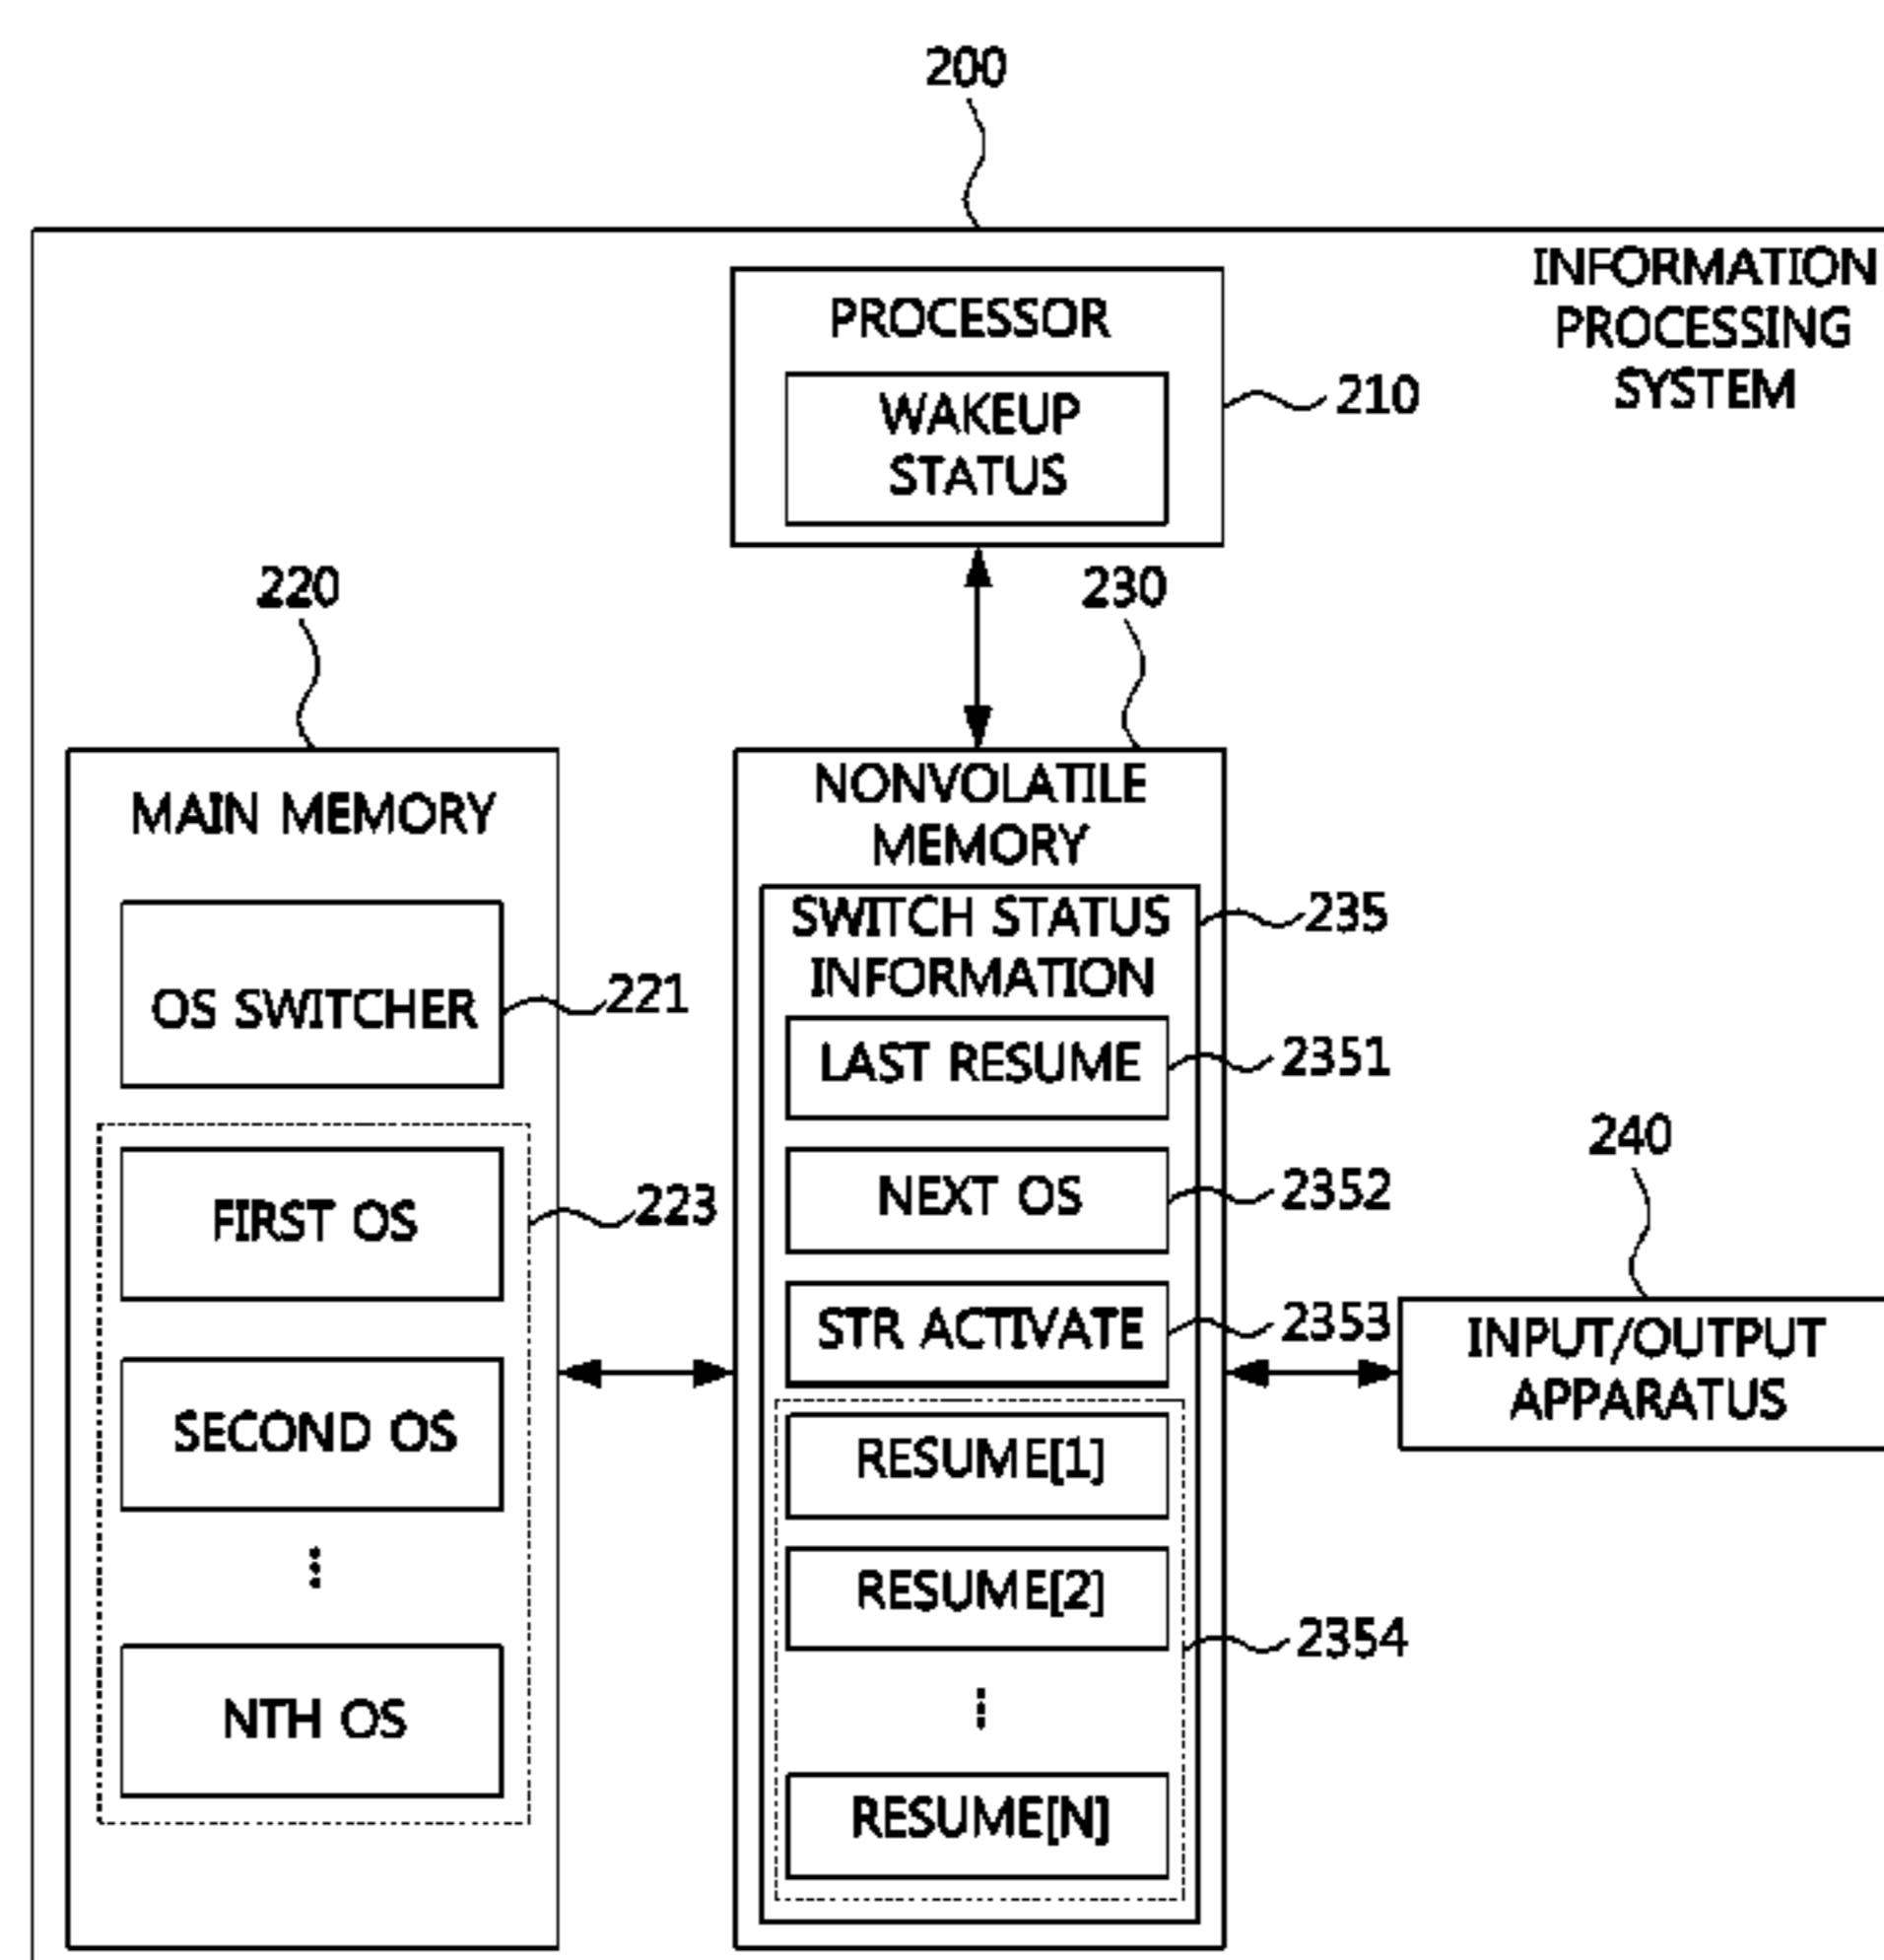 200
INFORMATION
PROCESSING
SYSTEM
PROCESSOR
WAKEUP
STATUS
210
220
230
MAIN MEMORY
OS SWITCHER
221
FIRST OS
223
SECOND OS
⋮
NTH OS
NONVOLATILE
MEMORY
SWITCH STATUS
INFORMATION
235
LAST RESUME
2351
NEXT OS
2352
STR ACTIVATE
2353
RESUME[1]
RESUME[2]
⋮
RESUME[N]
2354
240
INPUT/OUTPUT
APPARATUS